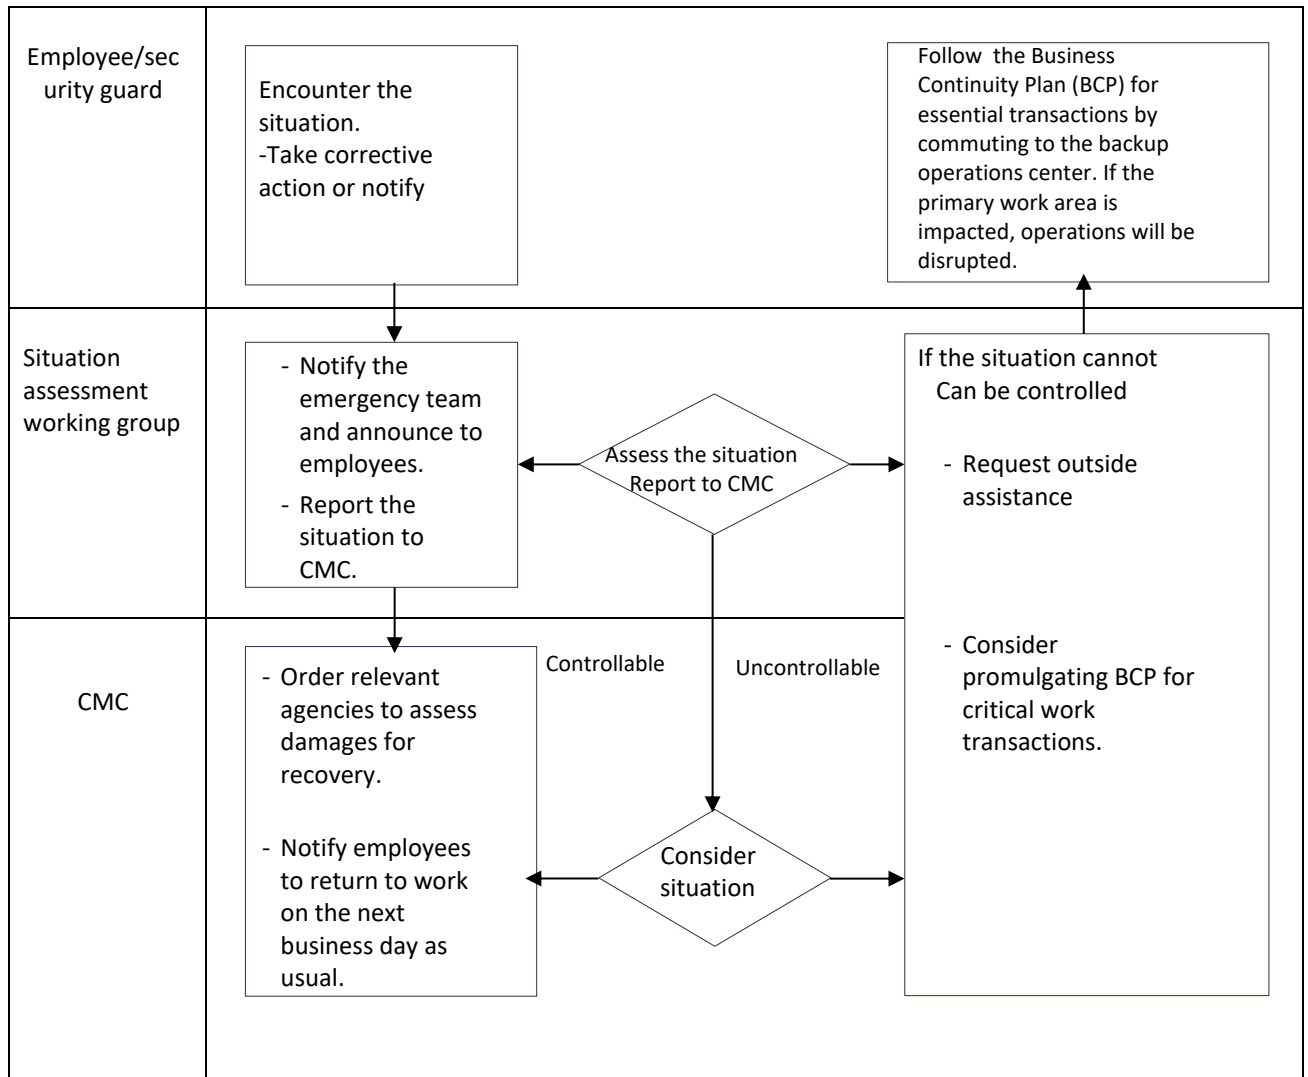 Employee/sec
urity guard
Encounter the
situation.
-Take corrective
action or notify
Follow the Business
Continuity Plan (BCP) for
essential transactions by
commuting to the backup
operations center. If the
primary work area is
impacted, operations will be
disrupted.
Situation
assessment
working group
- Notify the
emergency team
and announce to
employees.
- Report the
situation to
CMC.
Assess the situation
Report to CMC
If the situation cannot
Can be controlled
- Request outside
assistance
- Consider
promulgating BCP for
critical work
transactions.
CMC
- Order relevant
agencies to assess
damages for
recovery.
- Notify employees
to return to work
on the next
business day as
usual.
Controllable
Uncontrollable
Consider
situation